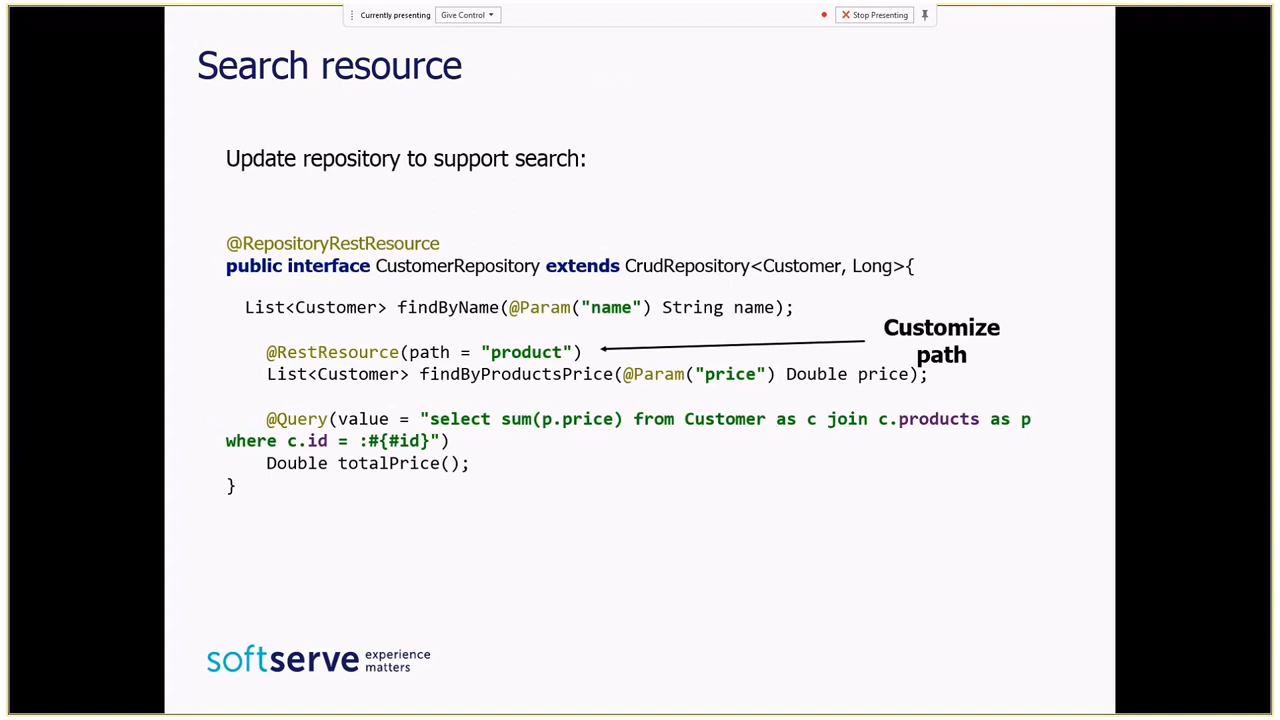 Currently presenting
Give Control
Stop Presenting
Search resource
Update repository to support search:
@RepositoryRestResource
public interface CustomerRepository extends CrudRepository<Customer, Long>{
List<Customer> findByName(@Param("name") String name);
@RestResource(path = "product")
List<Customer> findByProductsPrice(@Param("price") Double price);
@Query(value = "select sum(p.price) from Customer as c join c.products as p
where c.id = :#{#id}")
Double totalPrice();
}
Customize
path
softserve
experience
matters